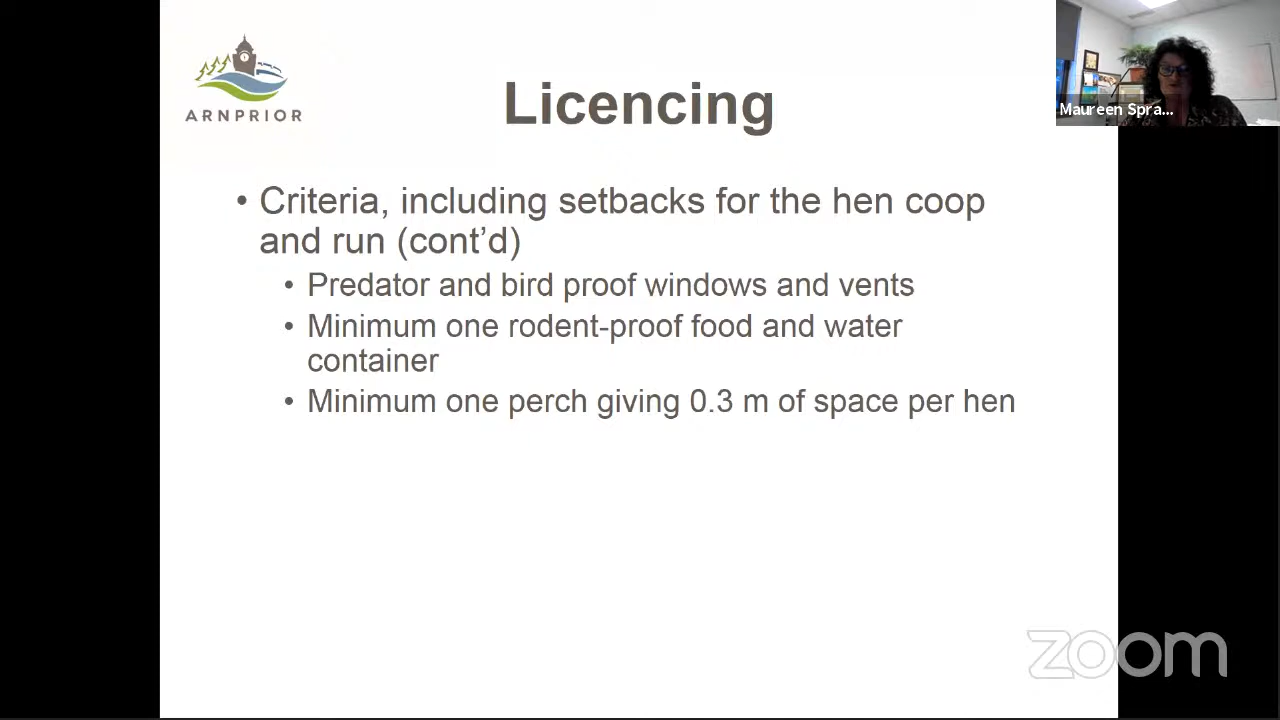 ARNPRIOR
Licencing
Maureen Spra...
• Criteria, including setbacks for the hen coop
and run (cont’d)
• Predator and bird proof windows and vents
• Minimum one rodent-proof food and water
container
• Minimum one perch giving 0.3 m of space per hen
zoom